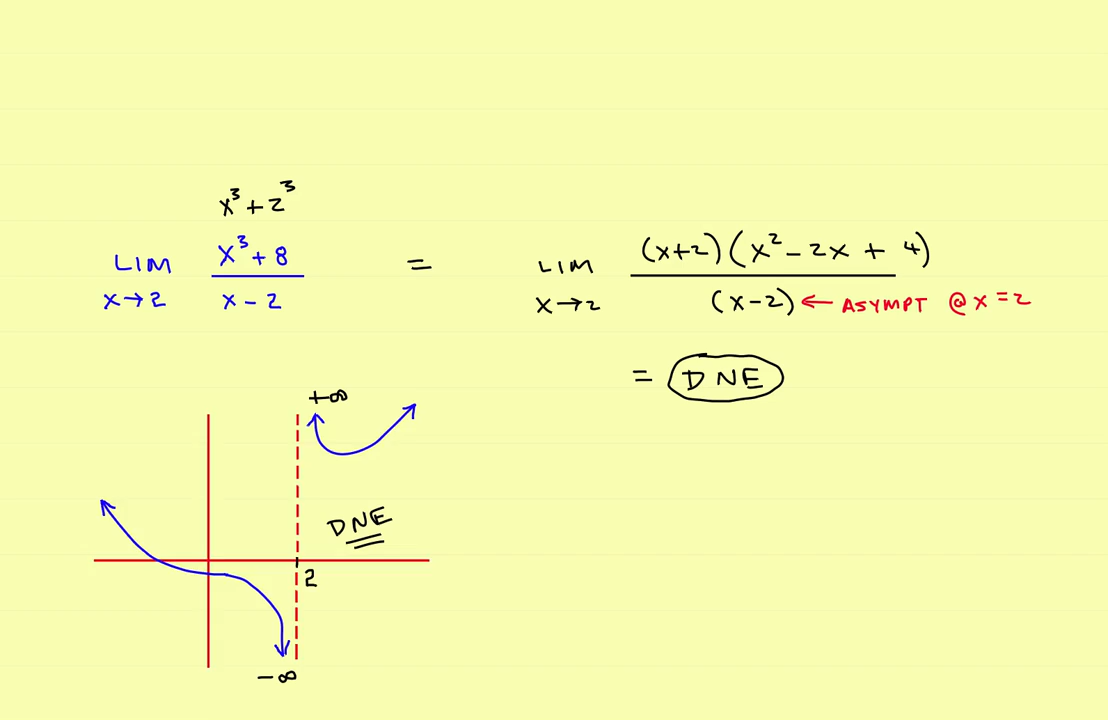 x³ + 2³
LIM x→2 (x³ + 8)/(x - 2) = LIM x→2 ((x+2)(x² - 2x + 4))/(x-2) ← ASYMPT @ x = 2
= DNE
+∞
DNE
2
-∞